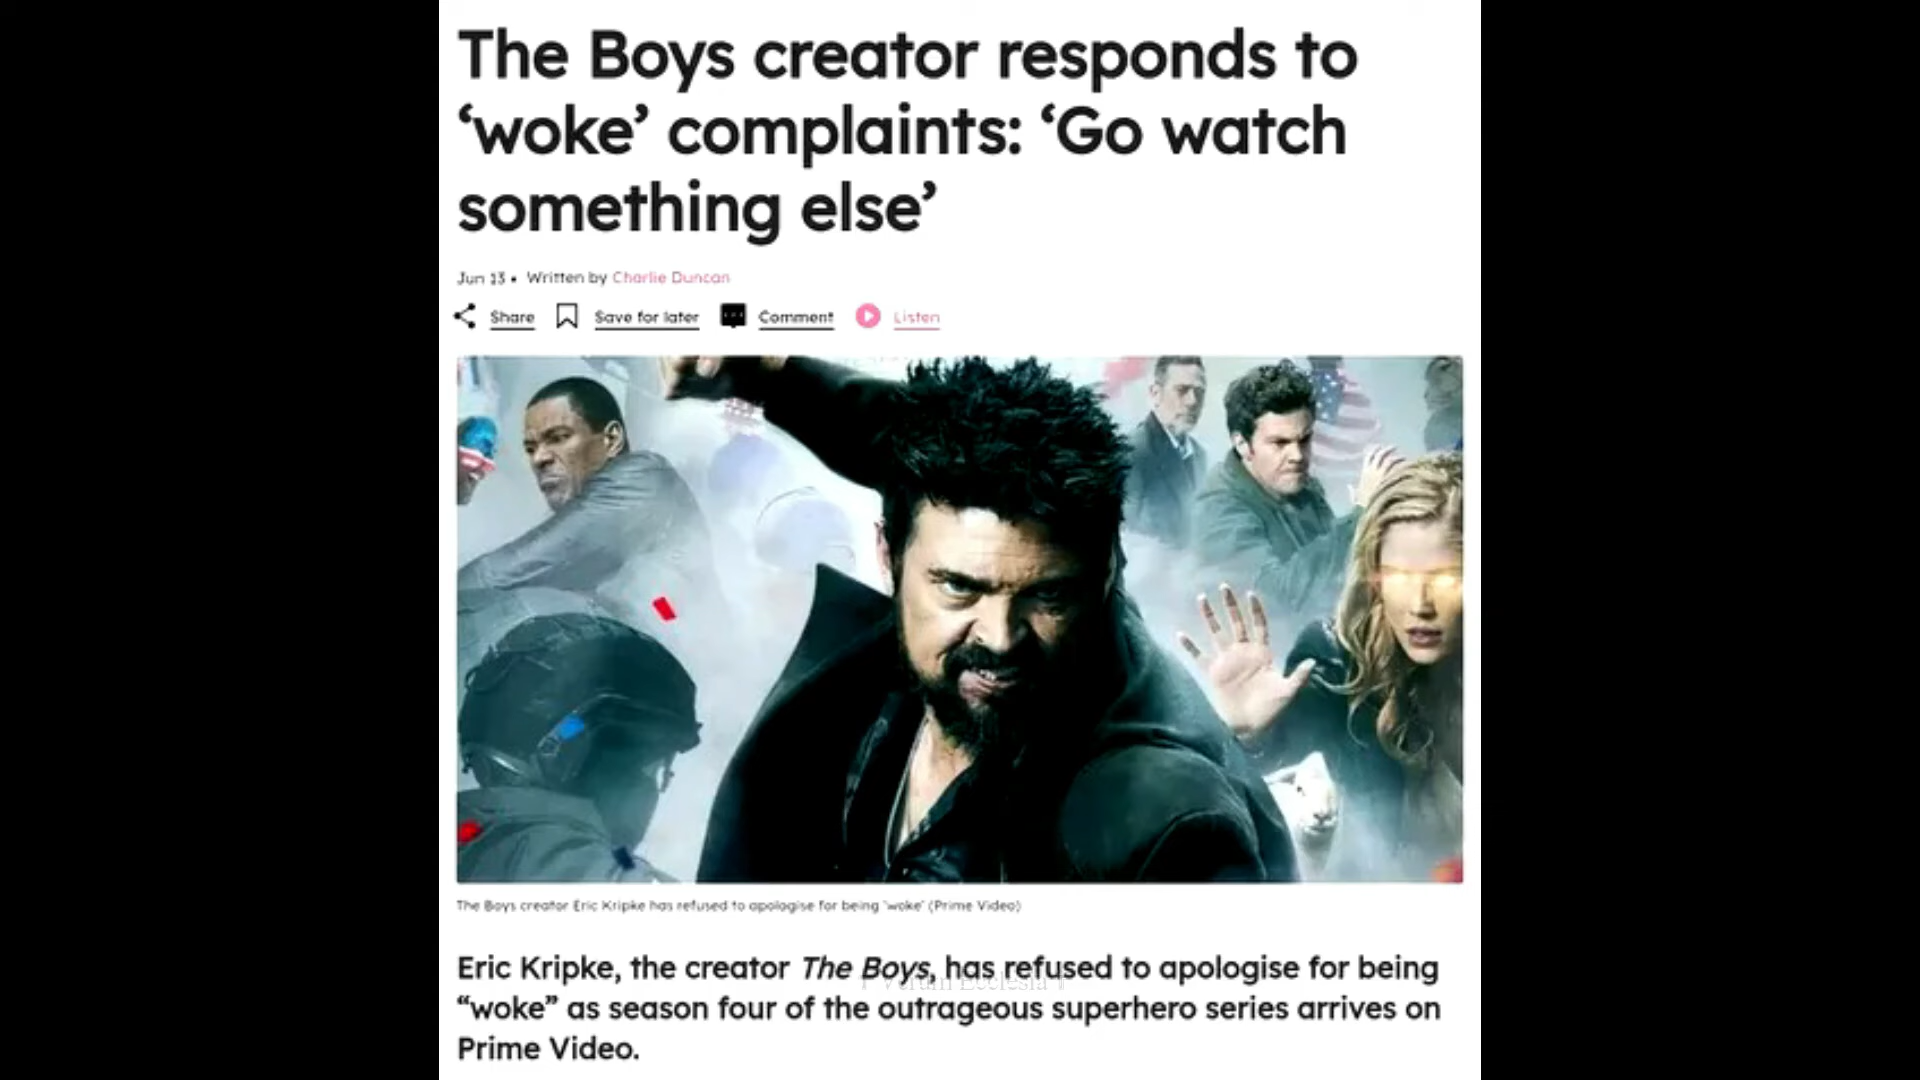 The Boys creator responds to
‘woke’ complaints: ‘Go watch
something else’
Jun 13 • Written by Charlie Duncan
Share Save for later Comment Listen
The Boys creator Eric Kripke has refused to apologise for being 'woke' (Prime Video)
Eric Kripke, the creator The Boys, has refused to apologise for being
Verum Ecclesia
“woke” as season four of the outrageous superhero series arrives on
Prime Video.